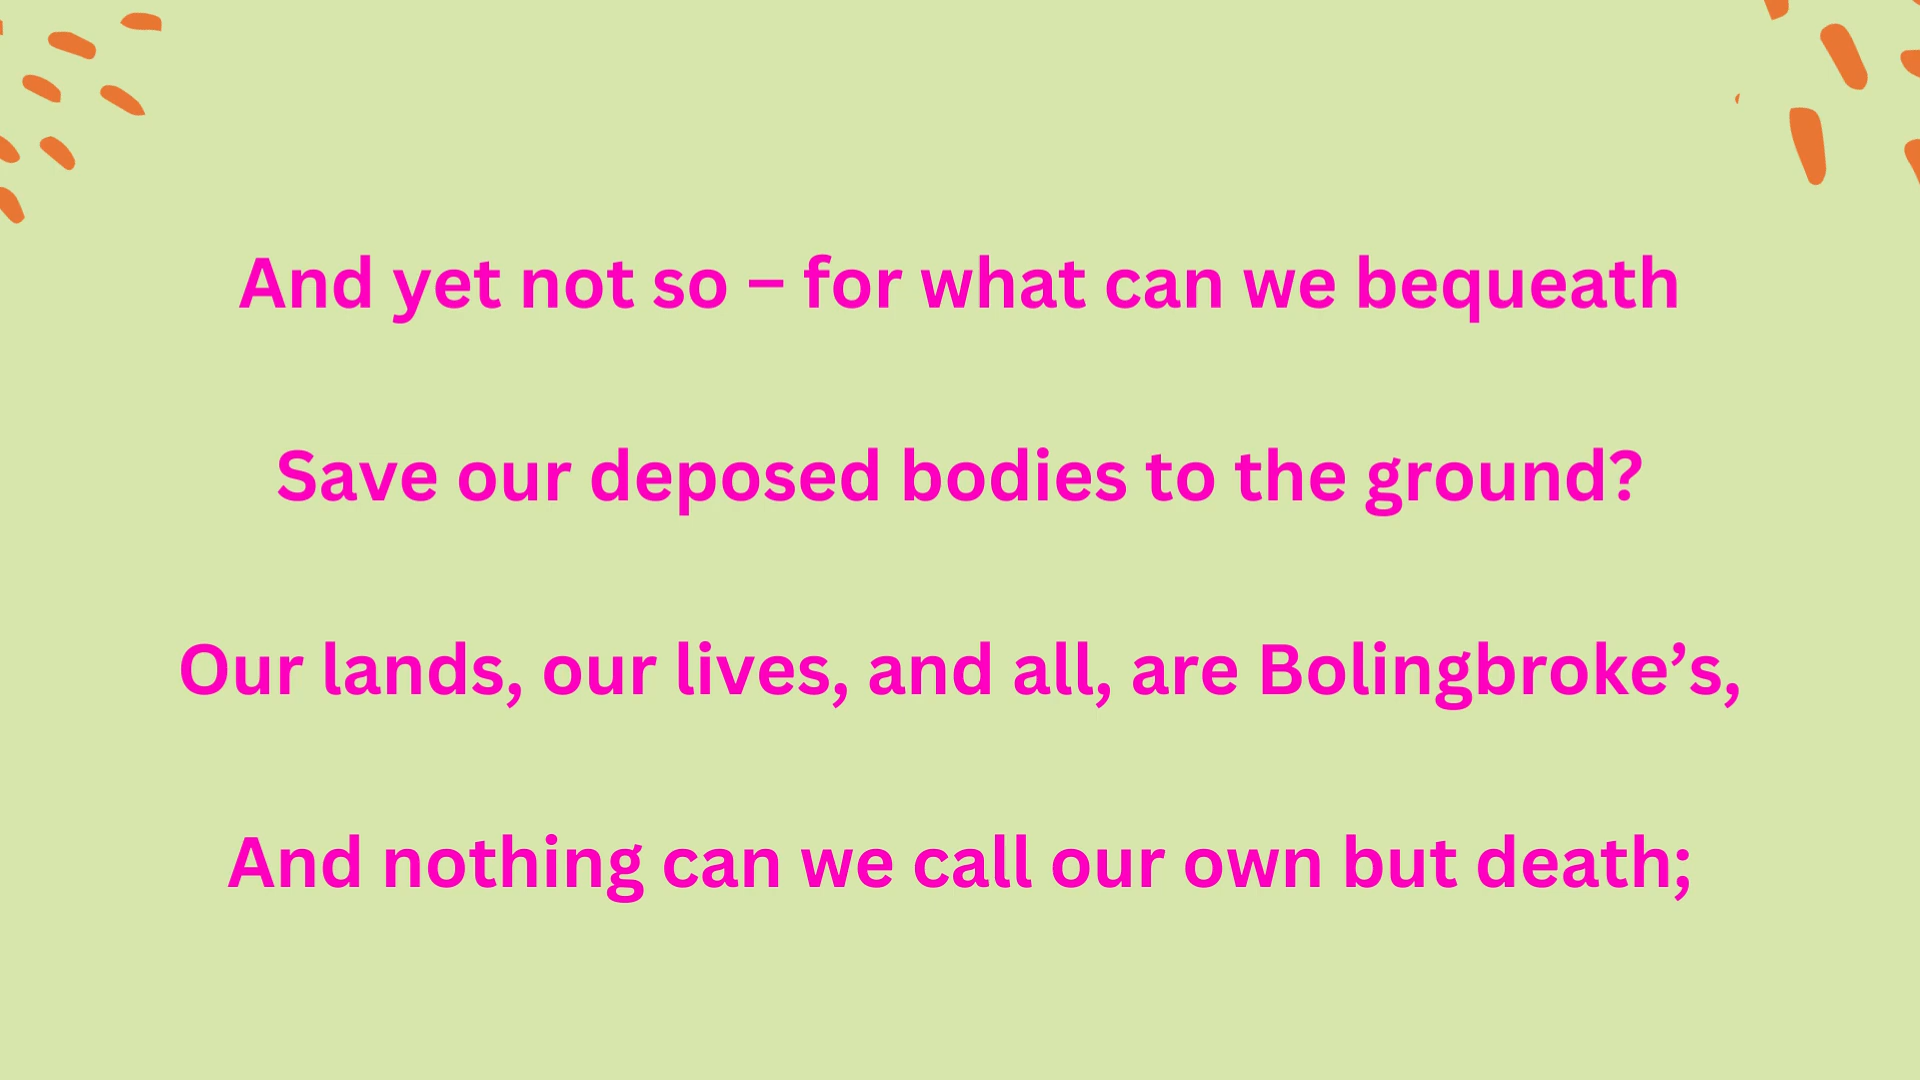 And yet not so – for what can we bequeath
Save our deposed bodies to the ground?
Our lands, our lives, and all, are Bolingbroke’s,
And nothing can we call our own but death;